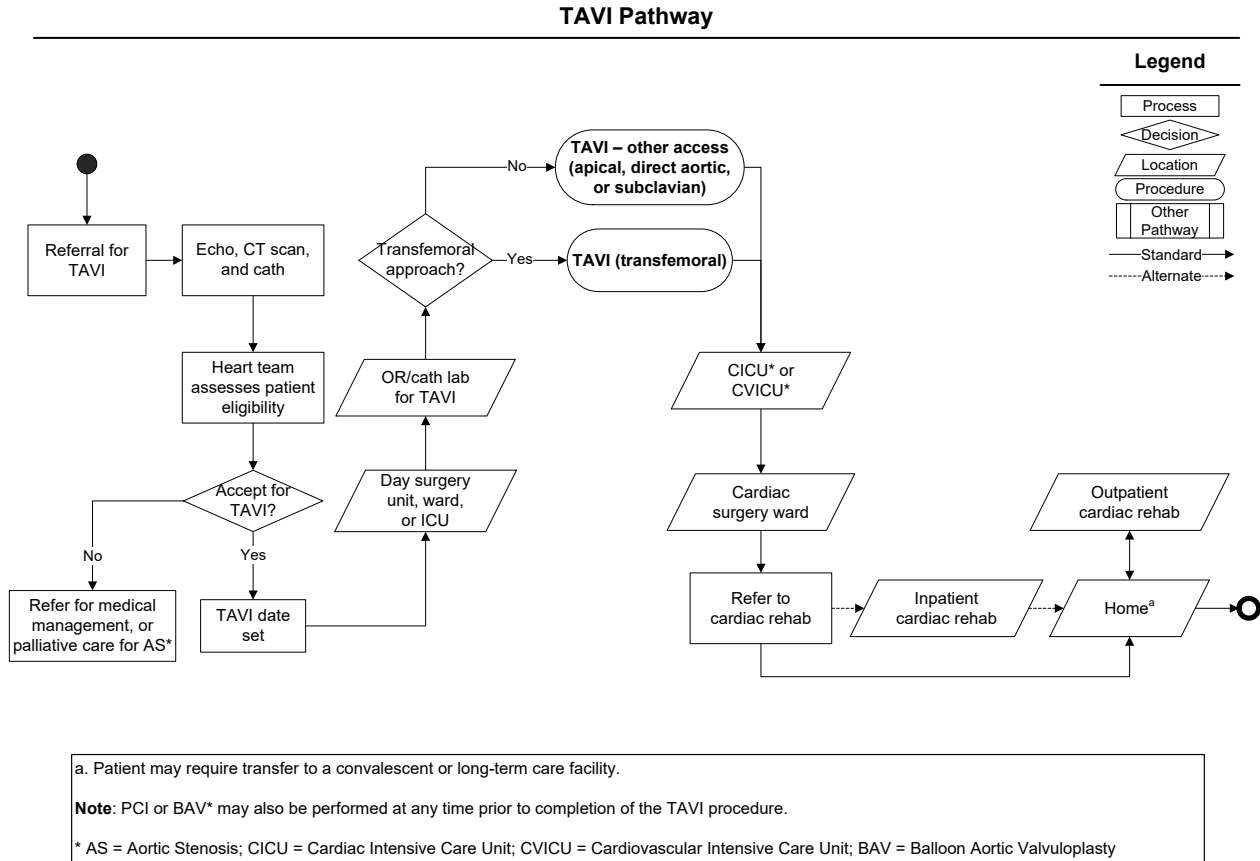 TAVI Pathway
Legend
Process
Decision
Location
Procedure
Other
Pathway
Standard
Alternate
Referral for
TAVI
Echo, CT scan,
and cath
Heart team
assesses patient
eligibility
Accept for
TAVI?
No
Yes
Refer for medical
management, or
palliative care for AS*
TAVI date
set
Day surgery
unit, ward,
or ICU
OR/cath lab
for TAVI
Transfemoral
approach?
No
Yes
TAVI – other access
(apical, direct aortic,
or subclavian)
TAVI (transfemoral)
CICU* or
CVICU*
Cardiac
surgery ward
Refer to
cardiac rehab
Inpatient
cardiac rehab
Outpatient
cardiac rehab
Homeᵃ
a. Patient may require transfer to a convalescent or long-term care facility.
Note: PCI or BAV* may also be performed at any time prior to completion of the TAVI procedure.
* AS = Aortic Stenosis; CICU = Cardiac Intensive Care Unit; CVICU = Cardiovascular Intensive Care Unit; BAV = Balloon Aortic Valvuloplasty